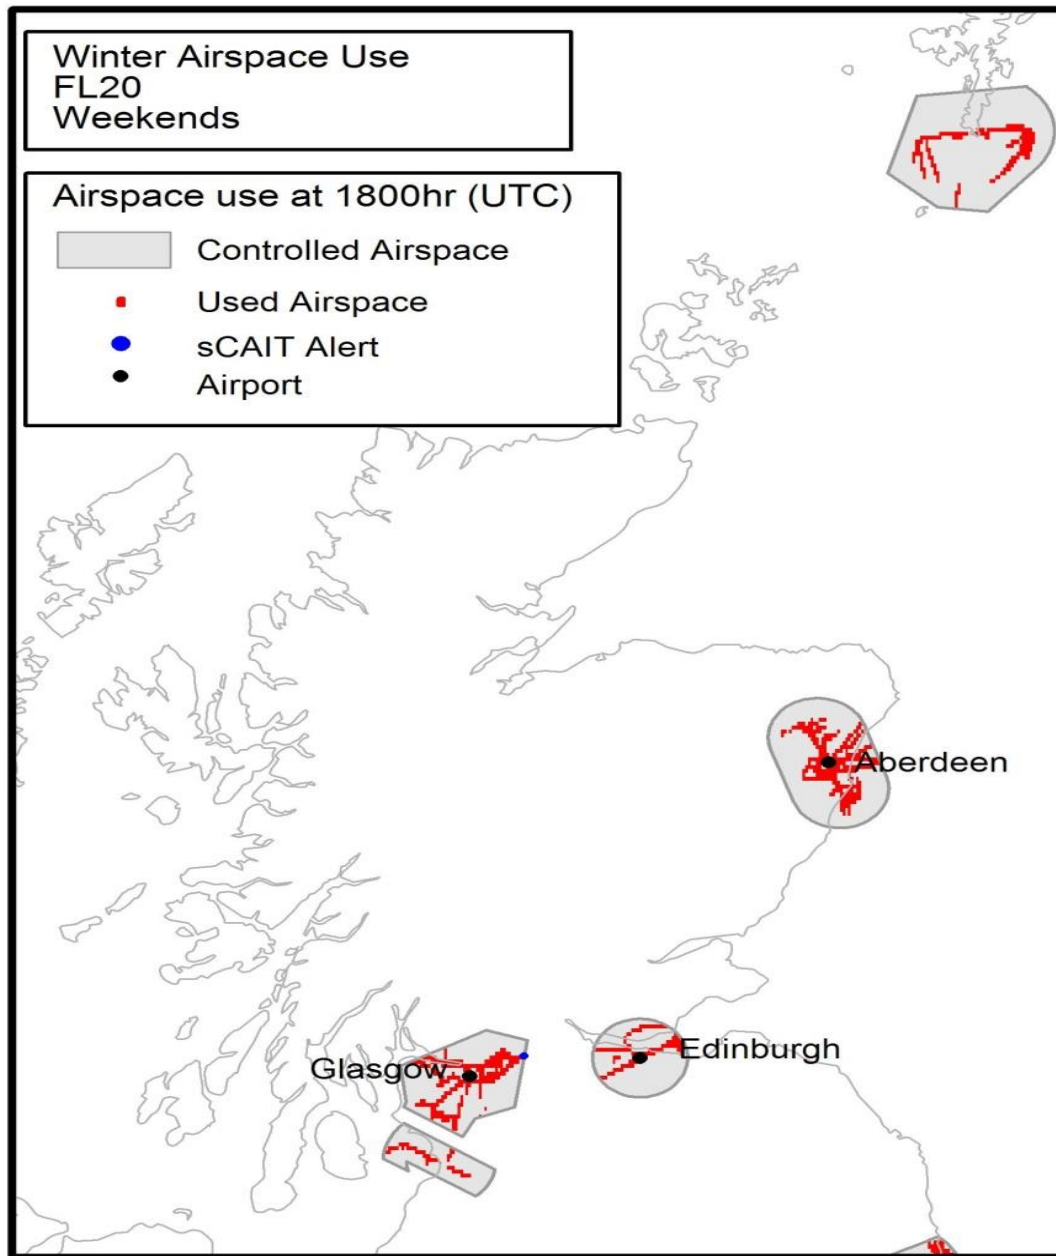 Winter Airspace Use
FL20
Weekends
Airspace use at 1800hr (UTC)
Controlled Airspace
Used Airspace
sCAIT Alert
Airport
Aberdeen
Edinburgh
Glasgow